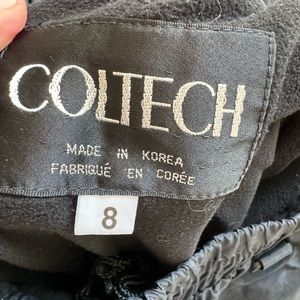 COLTECH
MADE IN KOREA
FABRIQUÉ EN CORÉE
8